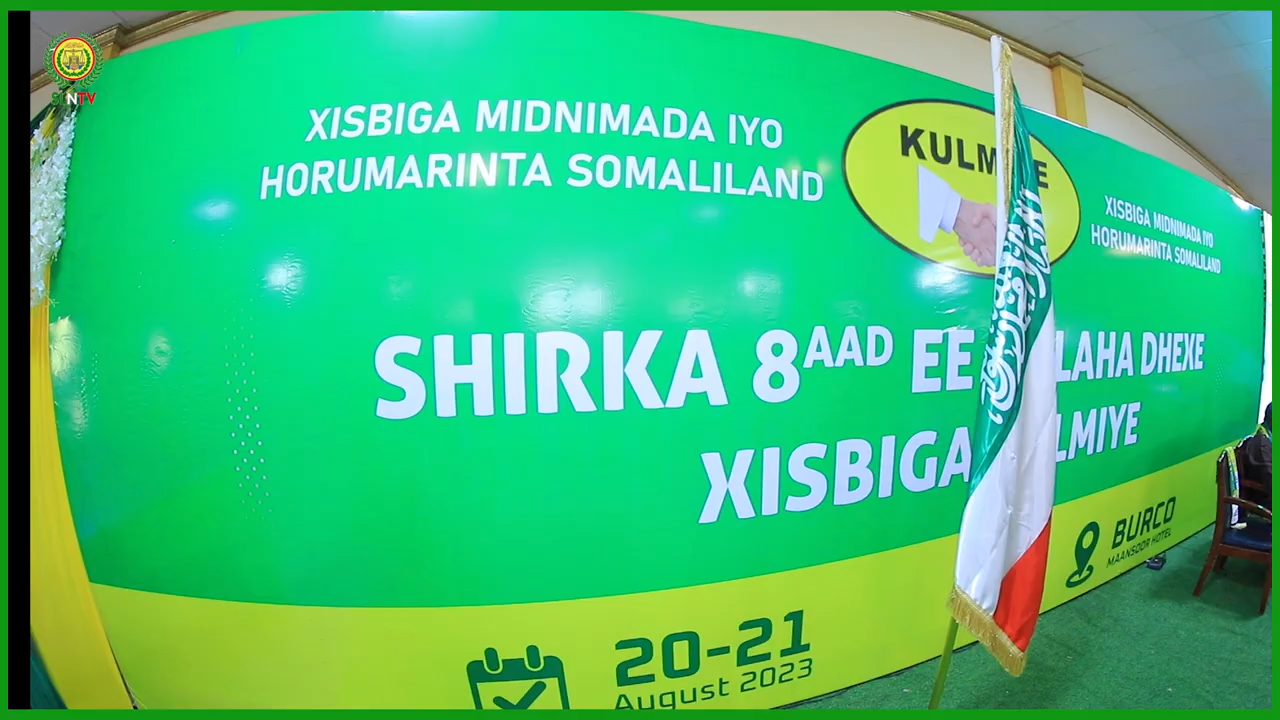 XISBIGA MIDNIMADA IYO
HORUMARINTA SOMALILAND
KULM E
XISBIGA MIDNIMADA IYO
HORUMARINTA SOMALILAND
SHIRKA 8AAD EE LAHA DHEXE
XISBIGA LMIYE
BURCO
MAANSOOR HOTEL
20-21
August 2023